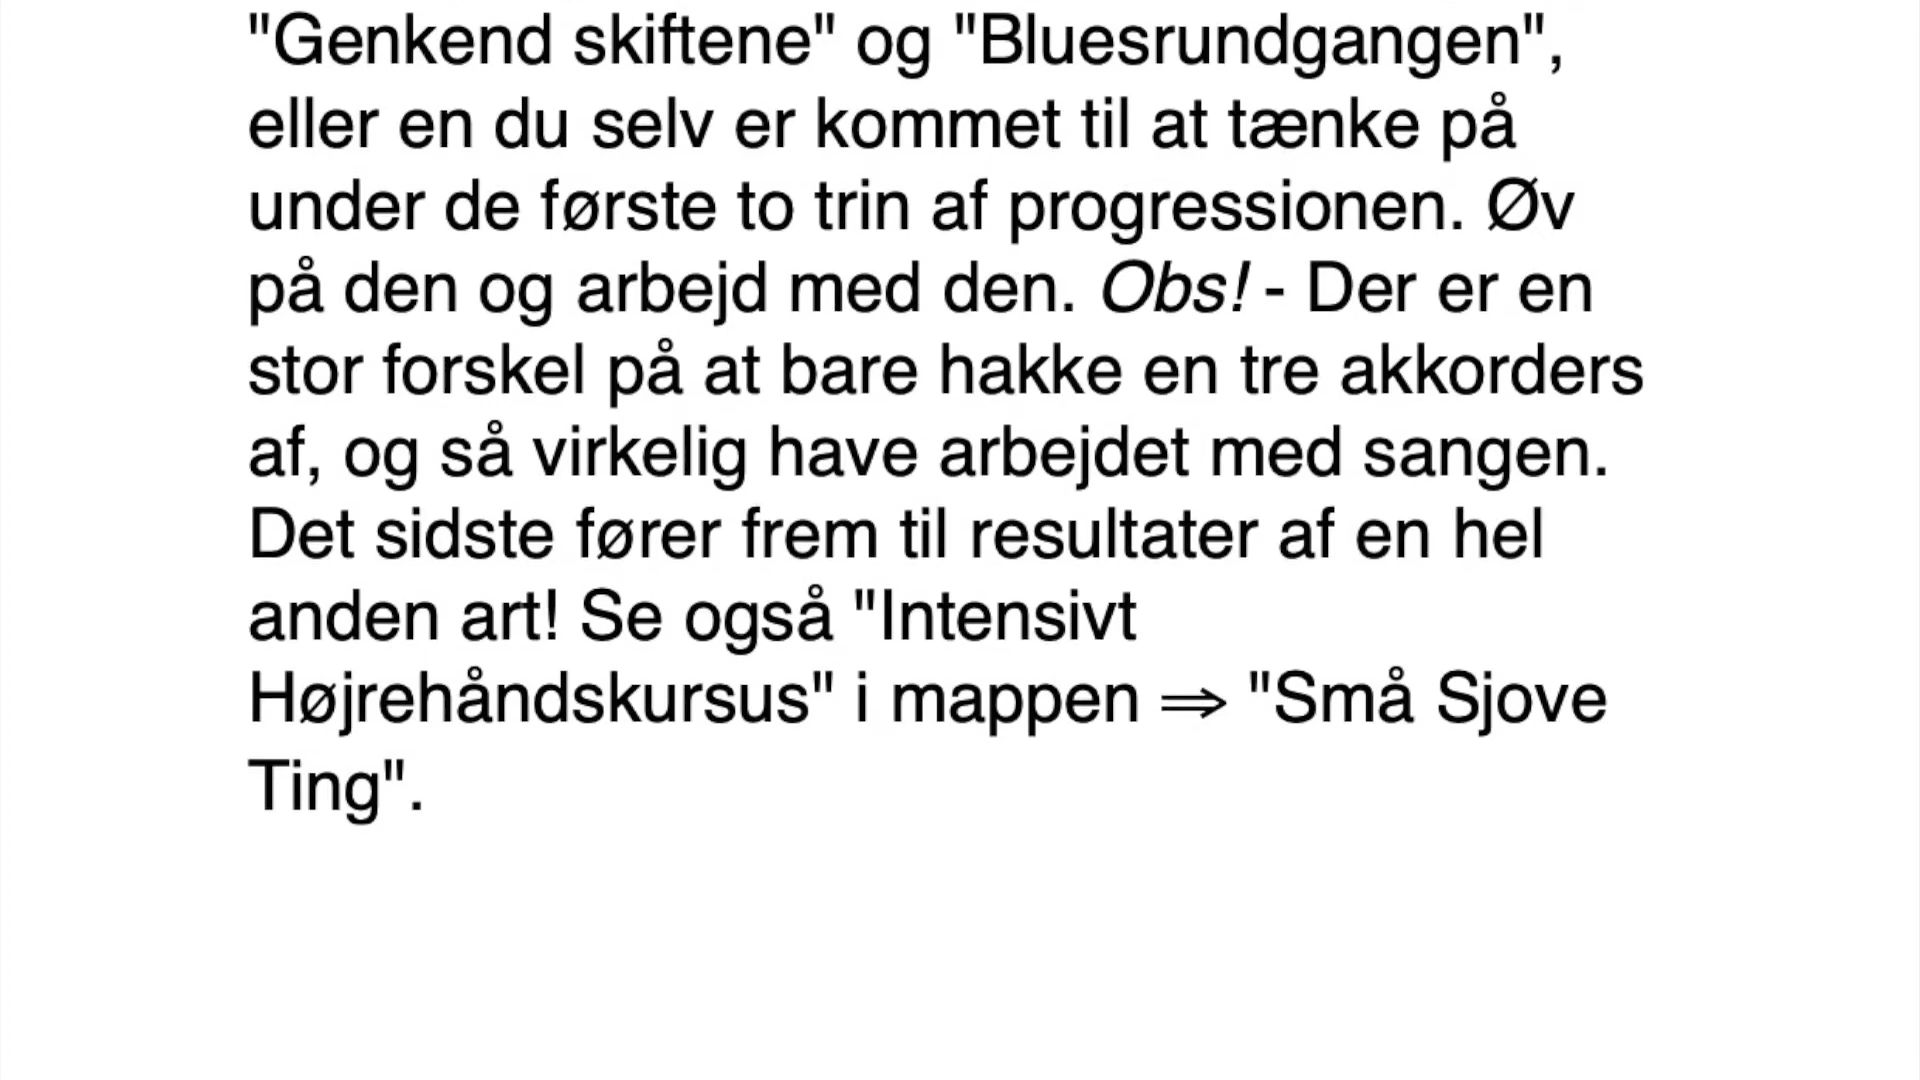 "Genkend skiftene" og "Bluesrundgangen",
eller en du selv er kommet til at tænke på
under de første to trin af progressionen. Øv
på den og arbejd med den. Obs! - Der er en
stor forskel på at bare hakke en tre akkorders
af, og så virkelig have arbejdet med sangen.
Det sidste fører frem til resultater af en hel
anden art! Se også "Intensivt
Højrehåndskursus" i mappen ⇒ "Små Sjove
Ting".